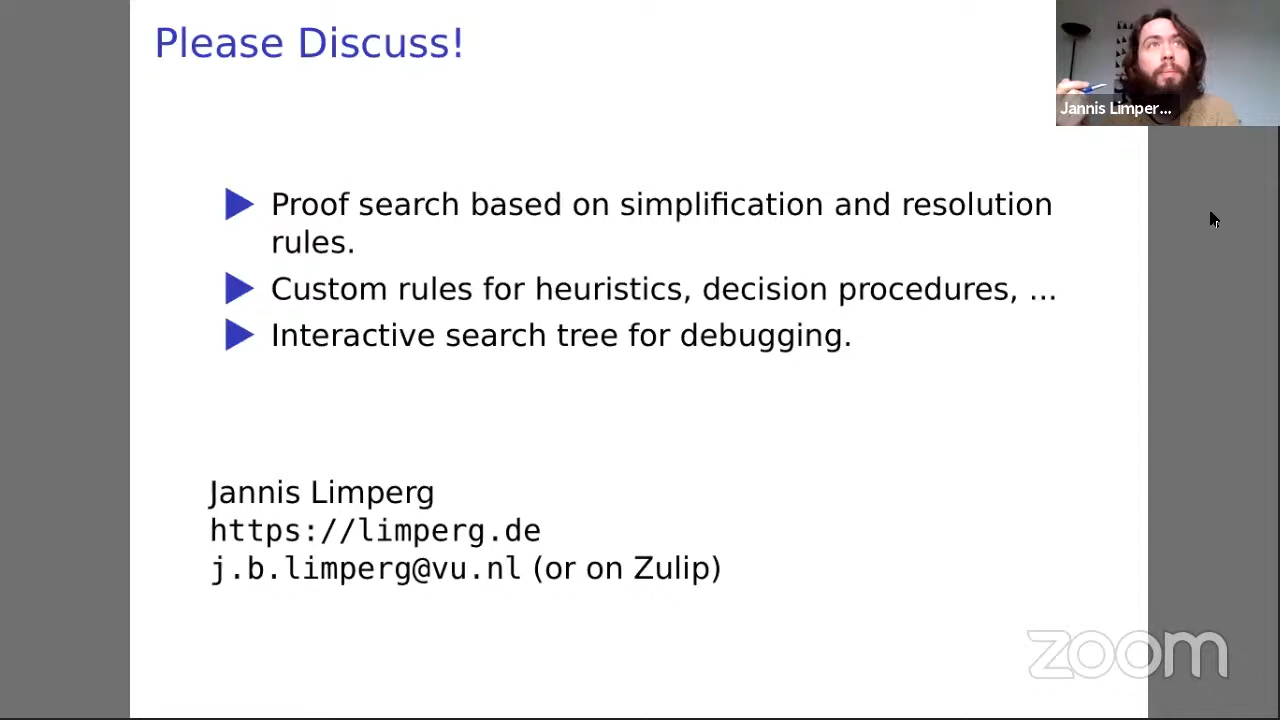 Please Discuss!
Jannis Limper...
Proof search based on simplification and resolution
rules.
Custom rules for heuristics, decision procedures, ...
Interactive search tree for debugging.
Jannis Limperg
https://limperg.de
j.b.limperg@vu.nl (or on Zulip)
zoom